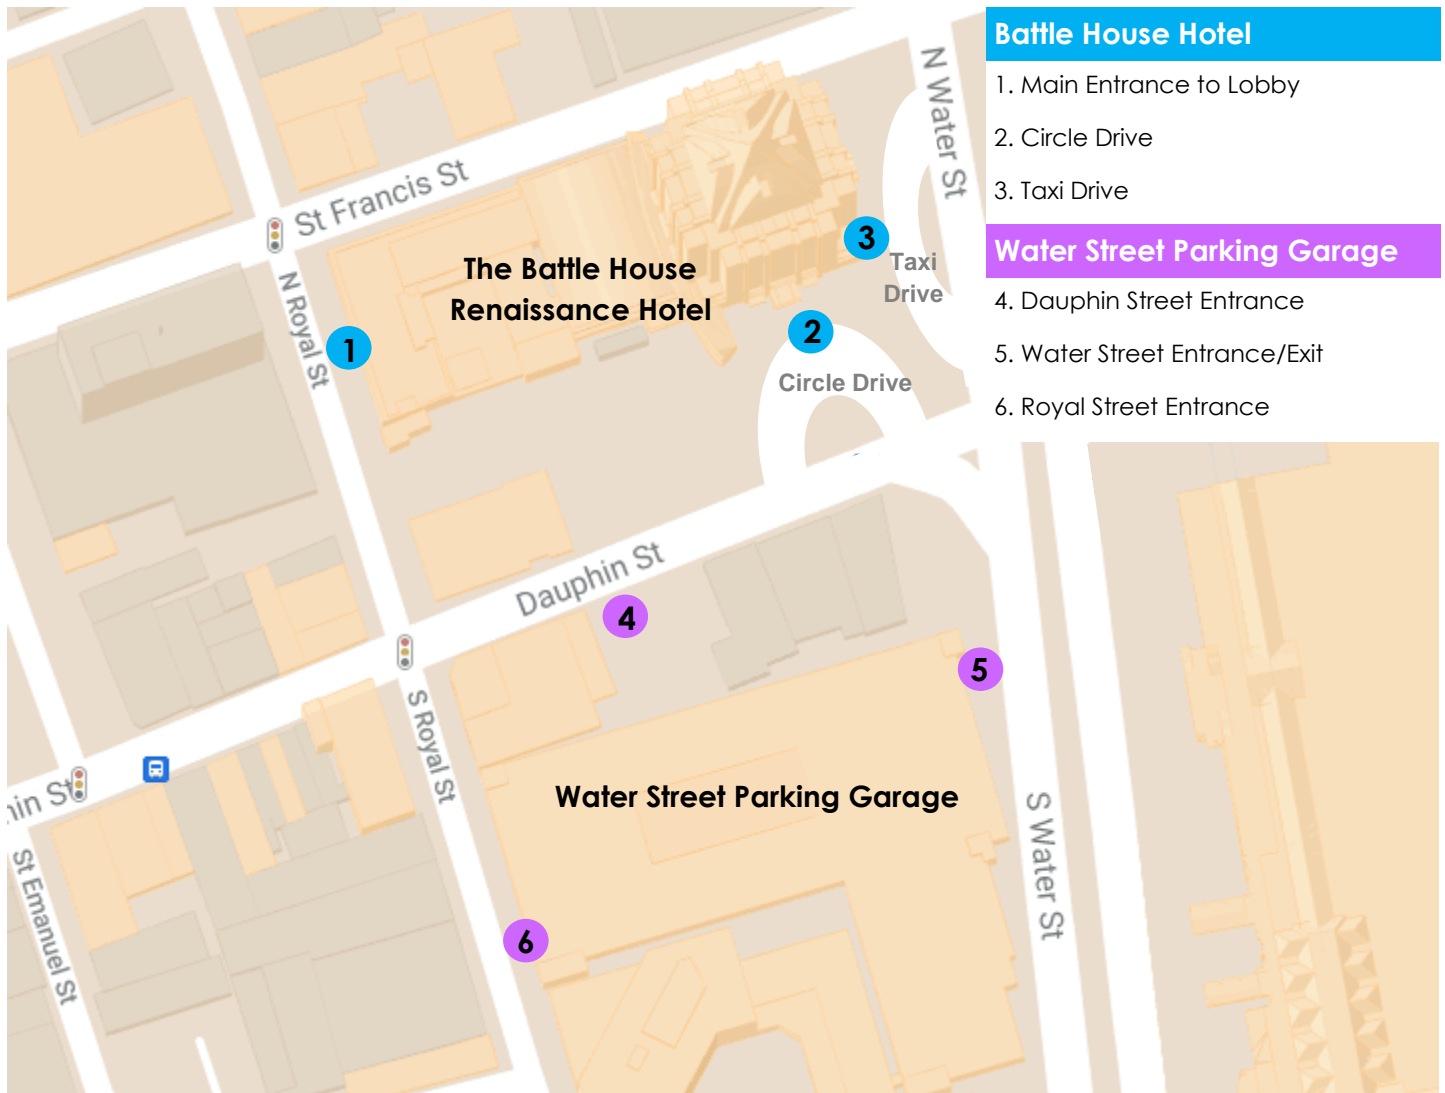 Battle House Hotel
1. Main Entrance to Lobby
2. Circle Drive
3. Taxi Drive
Water Street Parking Garage
4. Dauphin Street Entrance
5. Water Street Entrance/Exit
6. Royal Street Entrance
N Water St
St Francis St
3
Taxi
Drive
The Battle House
Renaissance Hotel
N Royal St
1
2
Circle Drive
Dauphin St
4
5
S Royal St
hin St
Water Street Parking Garage
S Water St
St Emanuel St
6